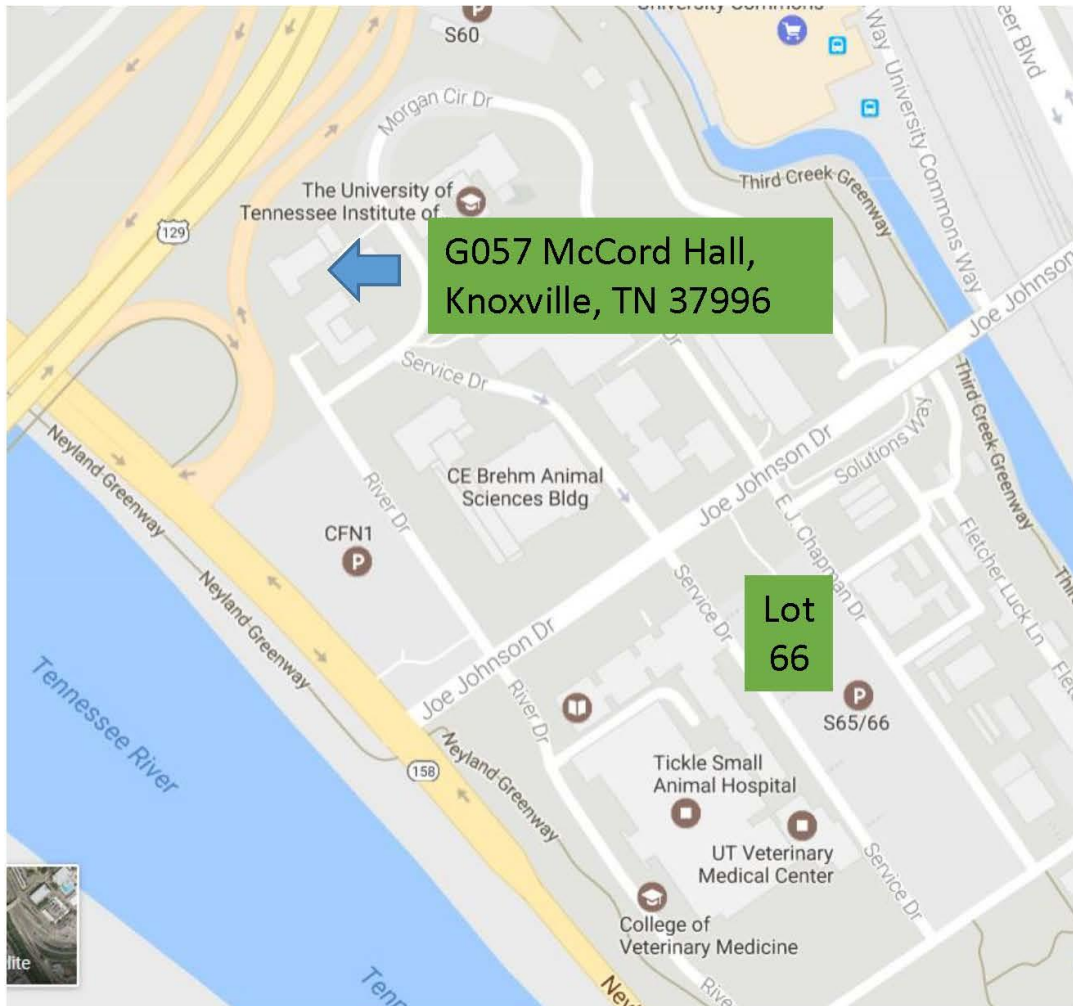 University Commons
S60
Way
University Commons Way
eer Blvd
Morgan Cir Dr
Third Creek Greenway
The University of
Tennessee Institute of..
129
G057 McCord Hall,
Knoxville, TN 37996
Joe Johnson
Dr
Service Dr
Third Creek Greenway
Neyland Greenway
River Dr
CE Brehm Animal
Sciences Bldg
Joe Johnson Dr
Solutions Way
E J. Chapman Dr
CFN1
P
Neyland Greenway
Fletcher Luck Ln
Service Dr
Lot
66
Joe Johnson Dr
River Dr
P
S65/66
Tennessee River
158
Neyland Greenway
Tickle Small
Animal Hospital
UT Veterinary
Medical Center
Service Dr
College of
Veterinary Medicine
lite